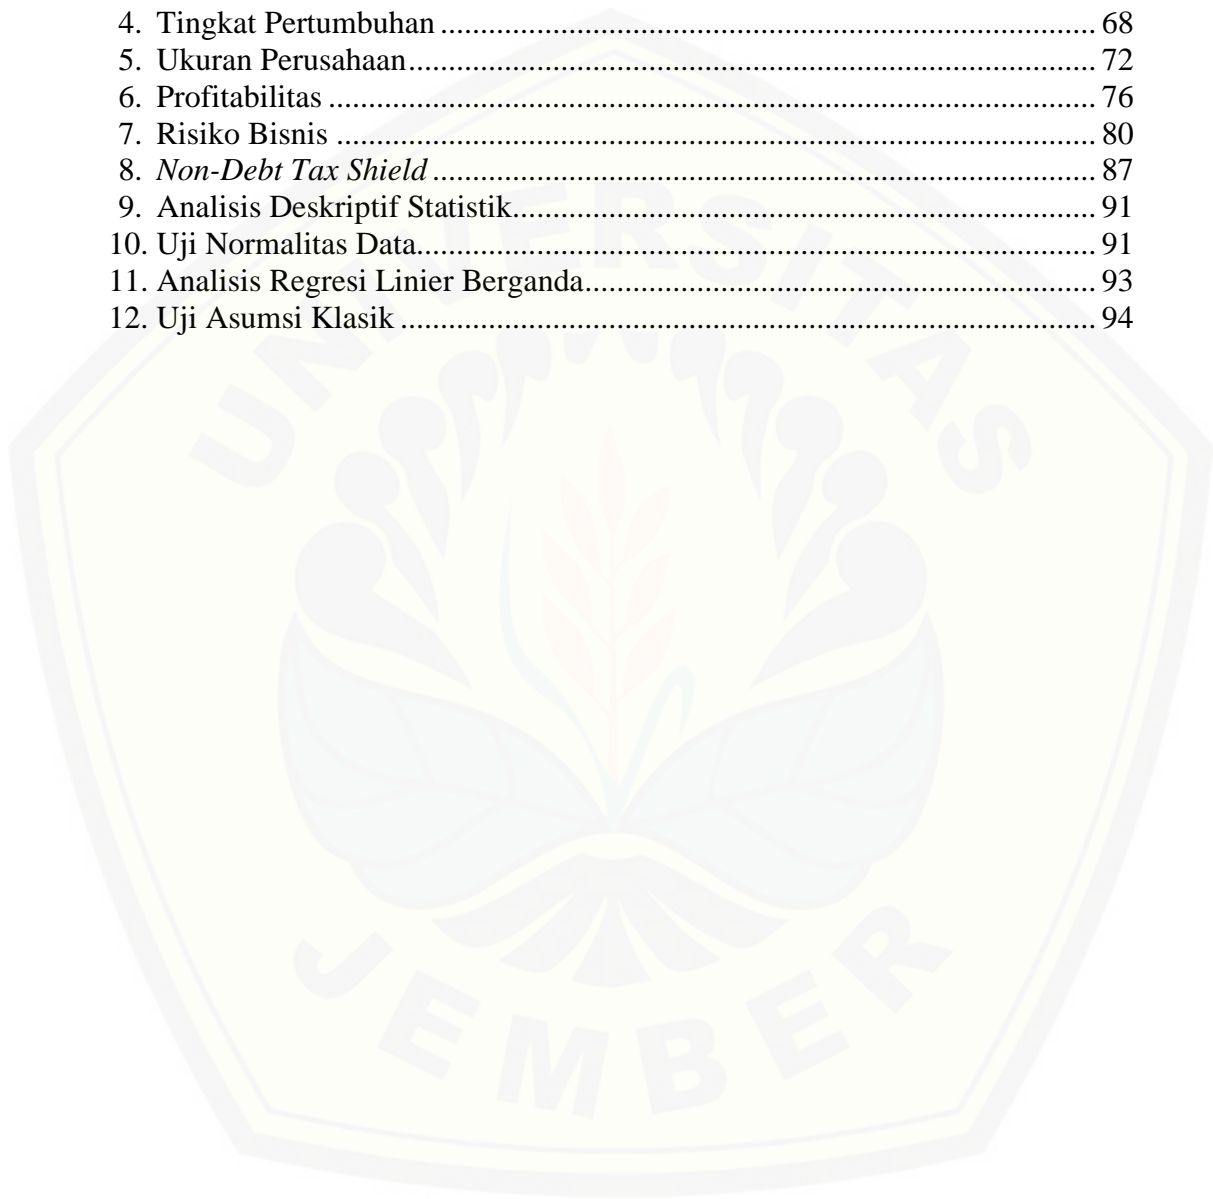 4. Tingkat Pertumbuhan ........................................................................................ 68
5. Ukuran Perusahaan............................................................................................ 72
6. Profitabilitas ...................................................................................................... 76
7. Risiko Bisnis ..................................................................................................... 80
8. Non-Debt Tax Shield ......................................................................................... 87
9. Analisis Deskriptif Statistik............................................................................... 91
10. Uji Normalitas Data........................................................................................... 91
11. Analisis Regresi Linier Berganda...................................................................... 93
12. Uji Asumsi Klasik ............................................................................................. 94
UNIVERSITAS
JEMBER